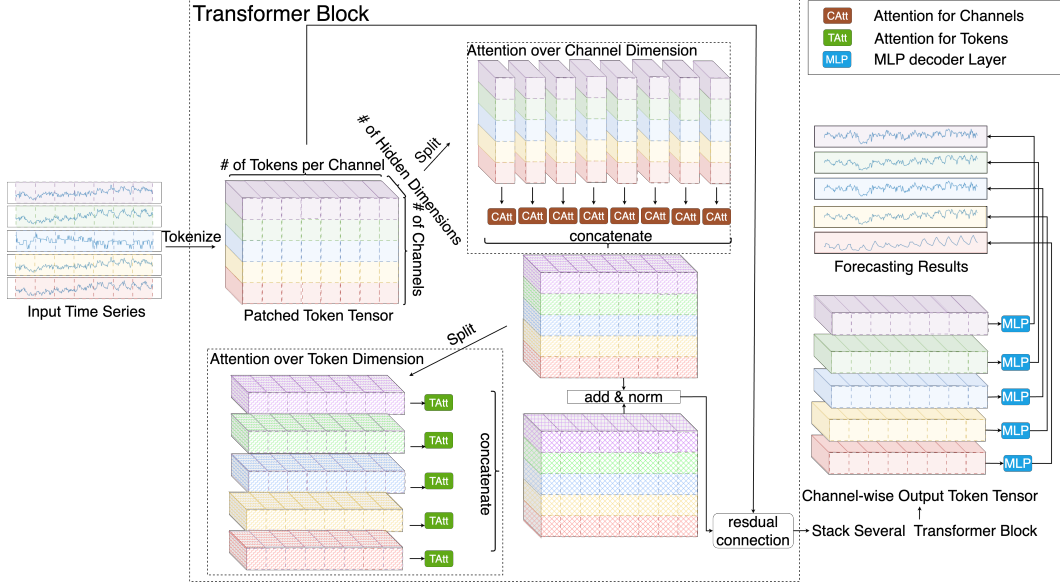 Transformer Block
CAtt Attention for Channels
TAtt Attention for Tokens
MLP MLP decoder Layer
Attention over Channel Dimension
# of Hidden Dimensions
Split
# of Tokens per Channel
# of Channels
CAtt CAtt CAtt CAtt CAtt CAtt CAtt CAtt
concatenate
Tokenize
Input Time Series
Patched Token Tensor
Forecasting Results
Split
Attention over Token Dimension
TAtt
TAtt
TAtt
TAtt
TAtt
concatenate
add & norm
MLP
MLP
MLP
MLP
MLP
Channel-wise Output Token Tensor
resdual
connection
Stack Several Transformer Block